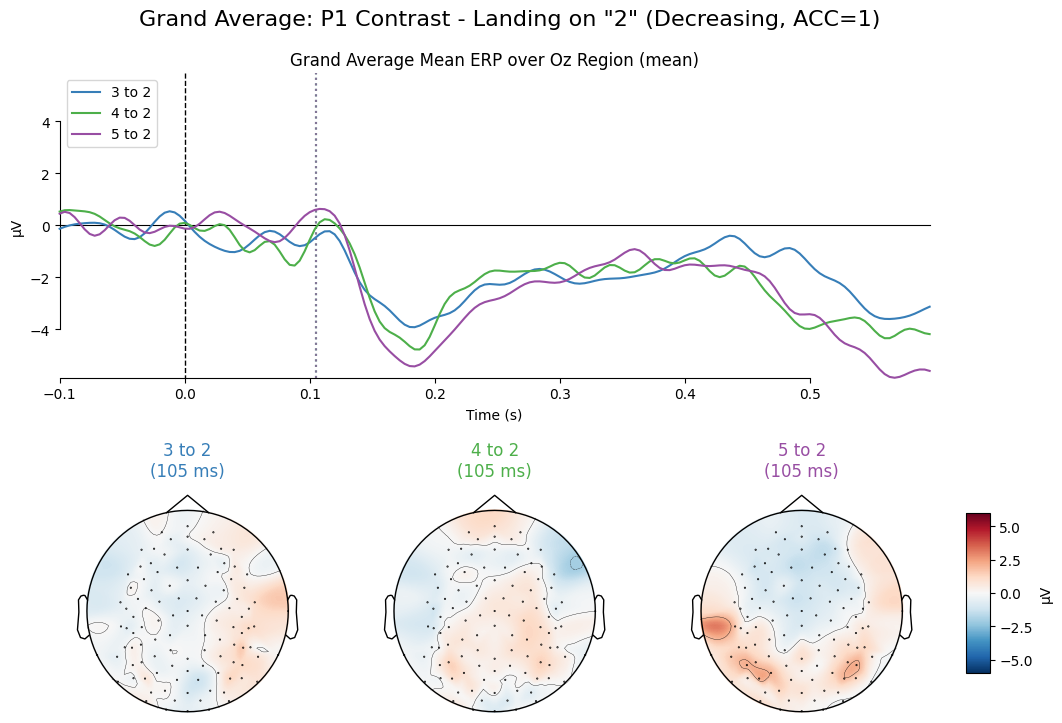 Grand Average: P1 Contrast - Landing on "2" (Decreasing, ACC=1)
Grand Average Mean ERP over Oz Region (mean)
3 to 2
4 to 2
5 to 2
4
2
0
−2
−4
µV
−0.1 0.0 0.1 0.2 0.3 0.4 0.5
Time (s)
3 to 2 4 to 2 5 to 2
(105 ms) (105 ms) (105 ms)
5.0
2.5
0.0
−2.5
−5.0
µV